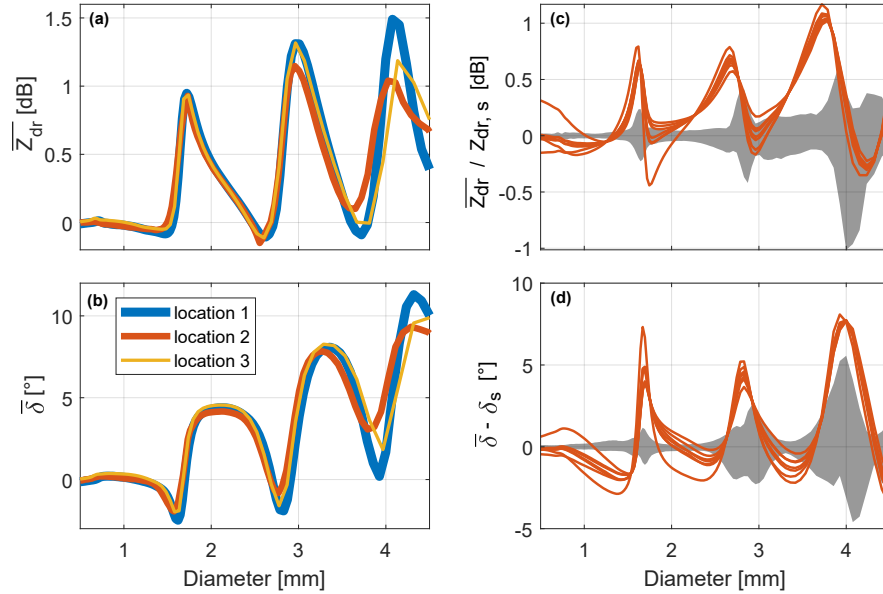 (a)
1.5
1
0.5
0
Z̅dr [dB]
(c)
1
0.5
0
-0.5
-1
Z̅dr / Zdr, s [dB]
(b)
location 1
location 2
location 3
10
5
0
δ̅ [°]
1 2 3 4
Diameter [mm]
(d)
10
5
0
-5
δ̅ - δs [°]
1 2 3 4
Diameter [mm]